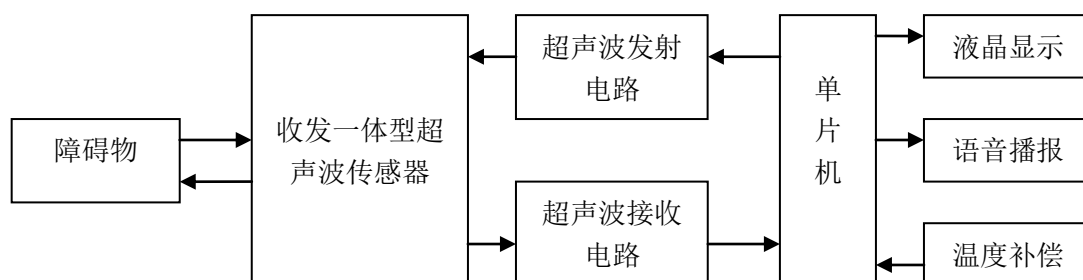 障碍物
收发一体型超
声波传感器
超声波发射
电路
超声波接收
电路
单
片
机
液晶显示
语音播报
温度补偿